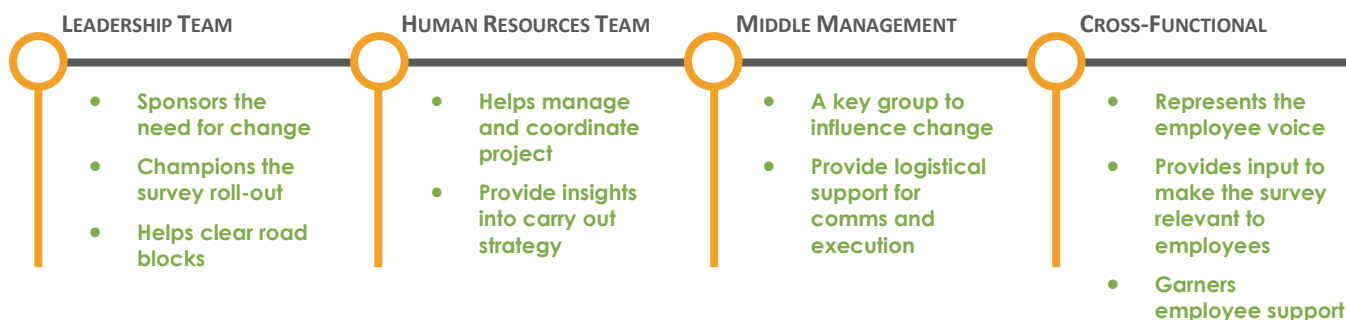 LEADERSHIP TEAM
• Sponsors the
need for change
• Champions the
survey roll-out
• Helps clear road
blocks
HUMAN RESOURCES TEAM
• Helps manage
and coordinate
project
• Provide insights
into carry out
strategy
MIDDLE MANAGEMENT
• A key group to
influence change
• Provide logistical
support for
comms and
execution
CROSS-FUNCTIONAL
• Represents the
employee voice
• Provides input to
make the survey
relevant to
employees
• Garners
employee support